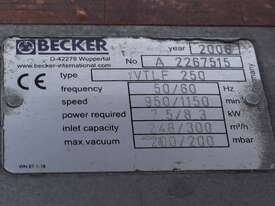 BECKER
D-42279 Wuppertal
www.becker-international.com
year 2006
No A 2267515
type VTLF 250
frequency 50/60 Hz
speed 950/1150 min⁻¹
power required 7,5/8,3 kW
inlet capacity 248/300 m³/h
max.vacuum 200/200 mbar